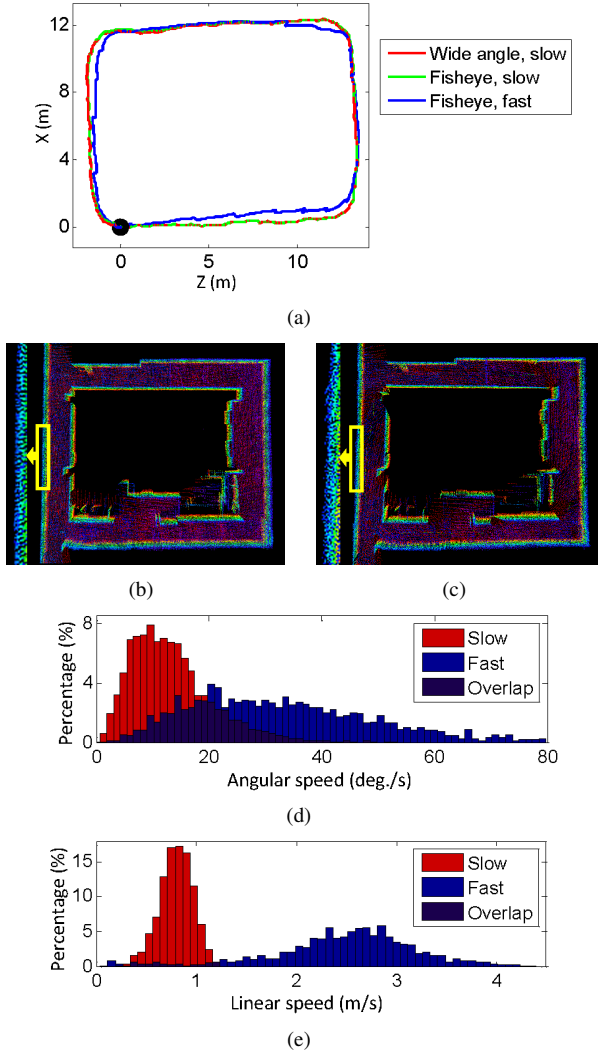 12
8
4
0
X (m)
0
5
10
Z (m)
Wide angle, slow
Fisheye, slow
Fisheye, fast
(a)
(b)
(c)
8
4
0
Percentage (%)
Slow
Fast
Overlap
0
20
40
60
80
Angular speed (deg./s)
(d)
15
10
5
0
Percentage (%)
Slow
Fast
Overlap
0
1
2
3
4
Linear speed (m/s)
(e)